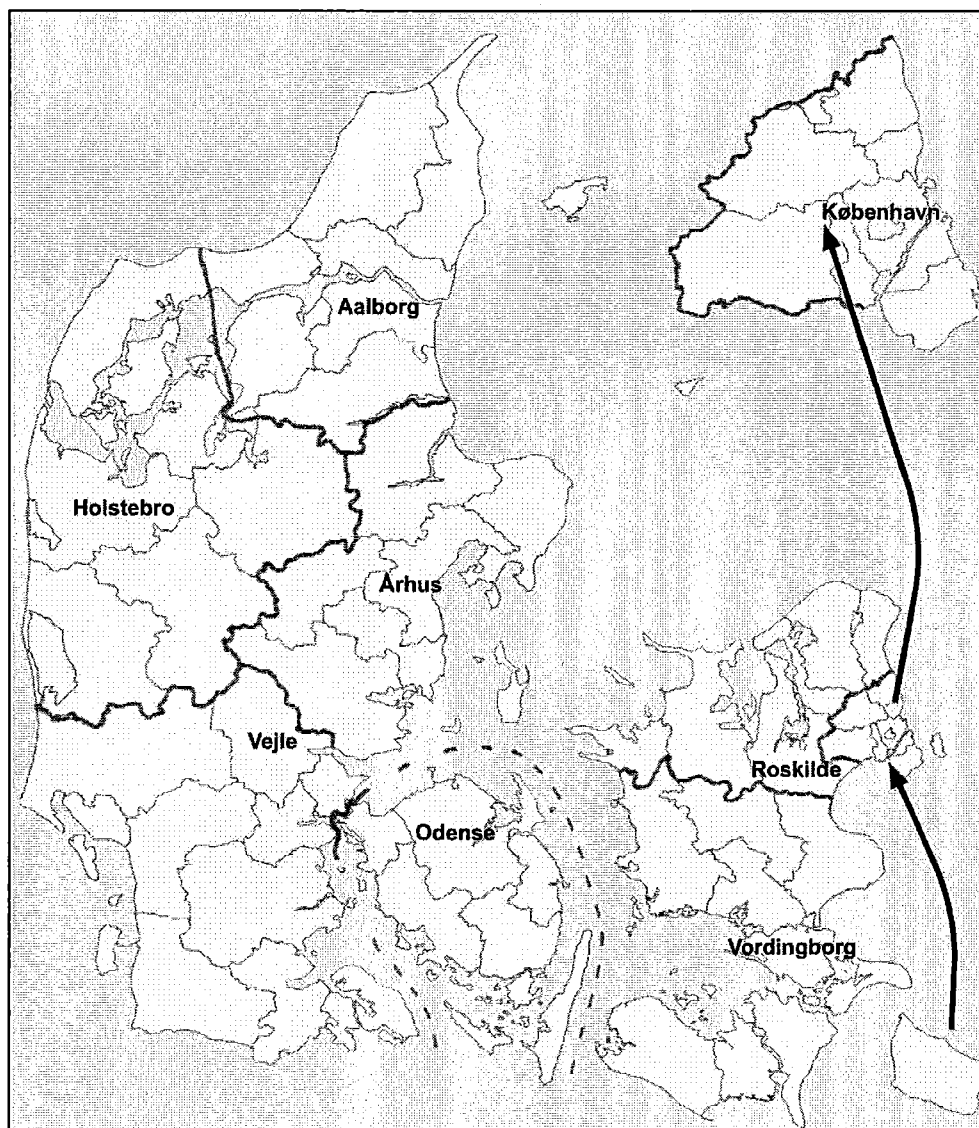 København
Aalborg
Holstebro
Århus
Vejle
Roskilde
Odense
Vordingborg